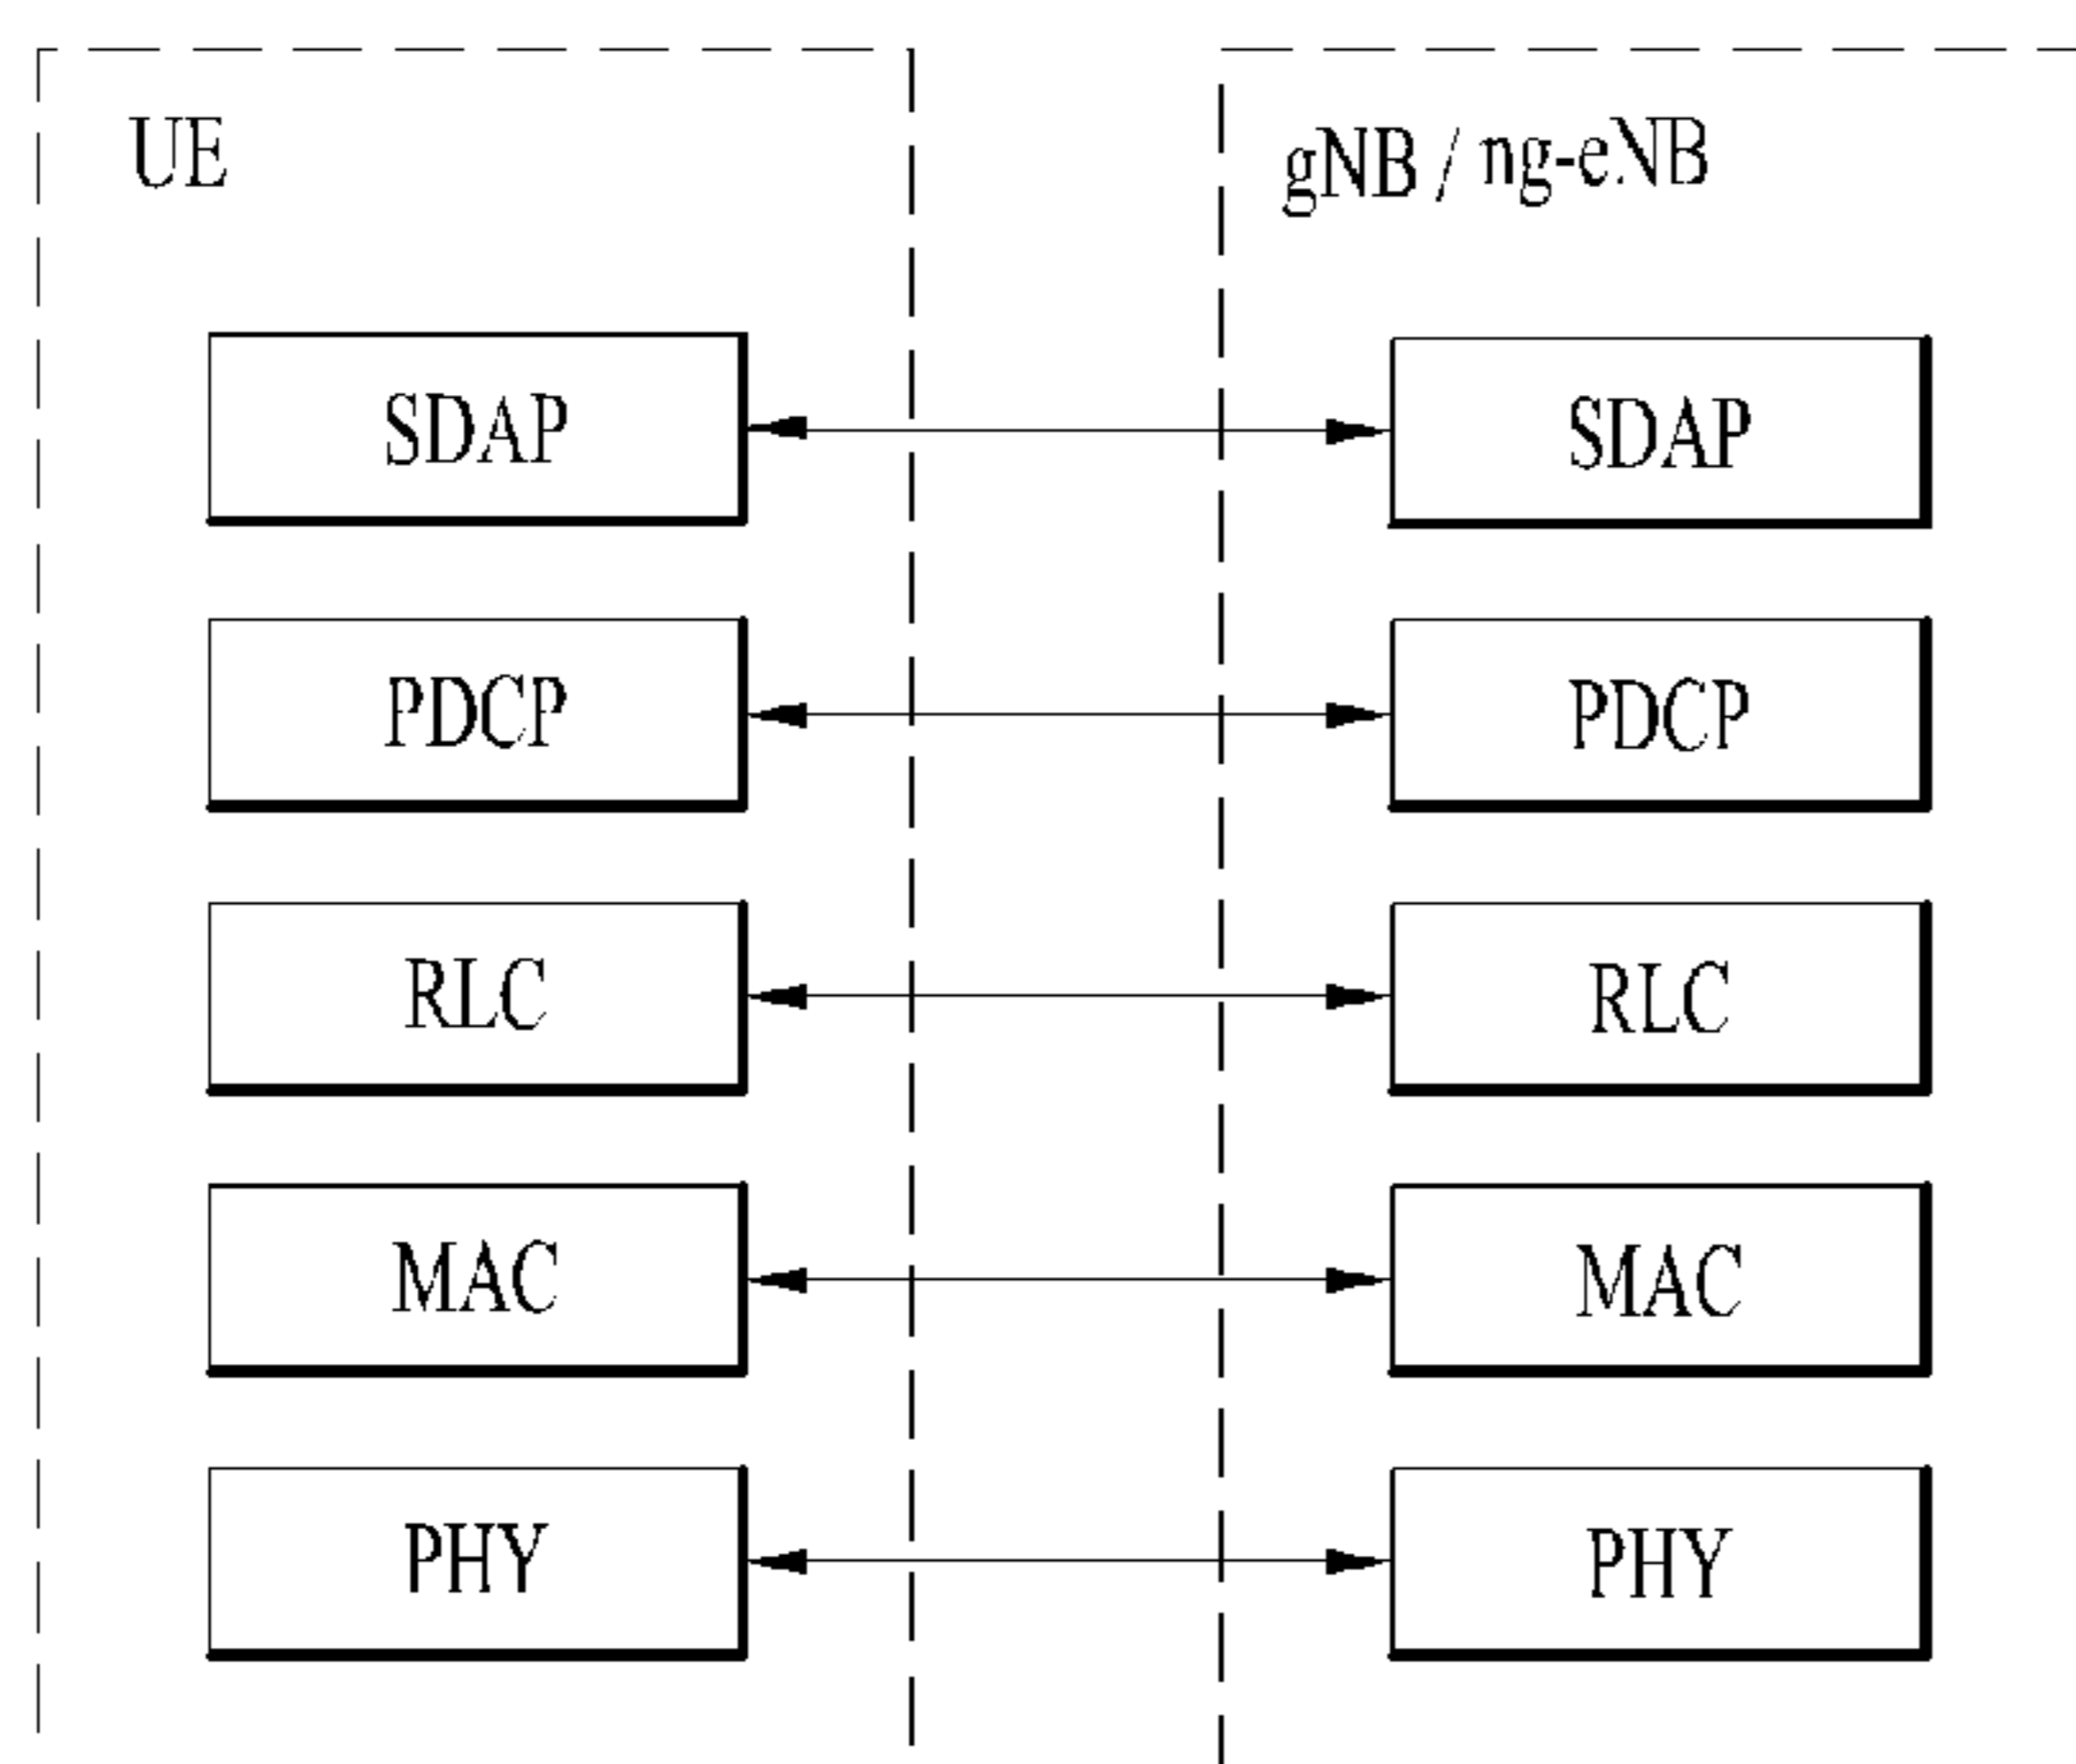 UE
gNB / ng-eNB
SDAP
SDAP
PDCP
PDCP
RLC
RLC
MAC
MAC
PHY
PHY